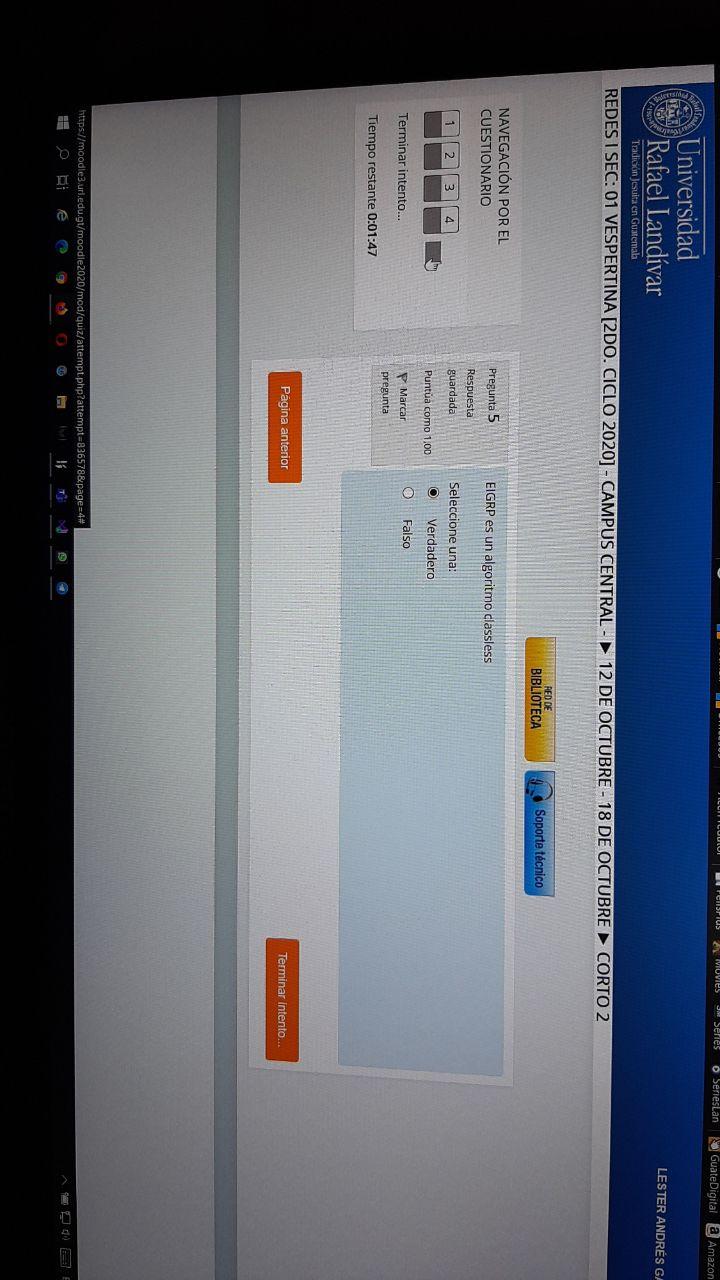 SeriesLan
GuateDigital
Amazon
Universidad
Rafael Landívar
Tradición Jesuita en Guatemala
LESTER ANDRÉS GA
REDES I SEC: 01 VESPERTINA [2DO. CICLO 2020] - CAMPUS CENTRAL - ► 12 DE OCTUBRE - 18 DE OCTUBRE ► CORTO 2
RED DE
BIBLIOTECA
Soporte técnico
NAVEGACIÓN POR EL
CUESTIONARIO
1 2 3 4
Terminar intento...
Tiempo restante 0:01:47
Pregunta 5
Respuesta
guardada
Puntúa como 1,00
Marcar
pregunta
EIGRP es un algoritmo classless
Seleccione una:
Verdadero
Falso
Página anterior
Terminar intento...
https://moodle3.url.edu.gt/moodle2020/mod/quiz/attempt.php?attempt=836578&page=4#